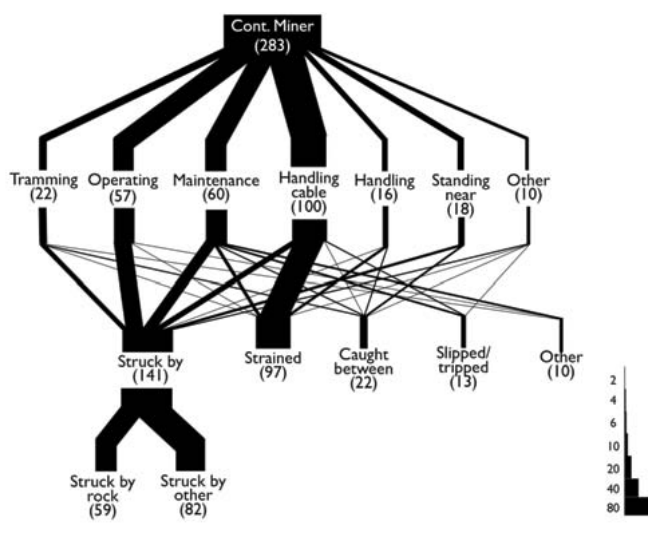 Cont. Miner
(283)
Tramming
(22)
Operating
(57)
Maintenance
(60)
Handling
cable
(100)
Handling
(16)
Standing
near
(18)
Other
(10)
Struck by
(141)
Strained
(97)
Caught
between
(22)
Slipped/
tripped
(13)
Other
(10)
Struck by
rock
(59)
Struck by
other
(82)
2
4
6
10
20
40
80